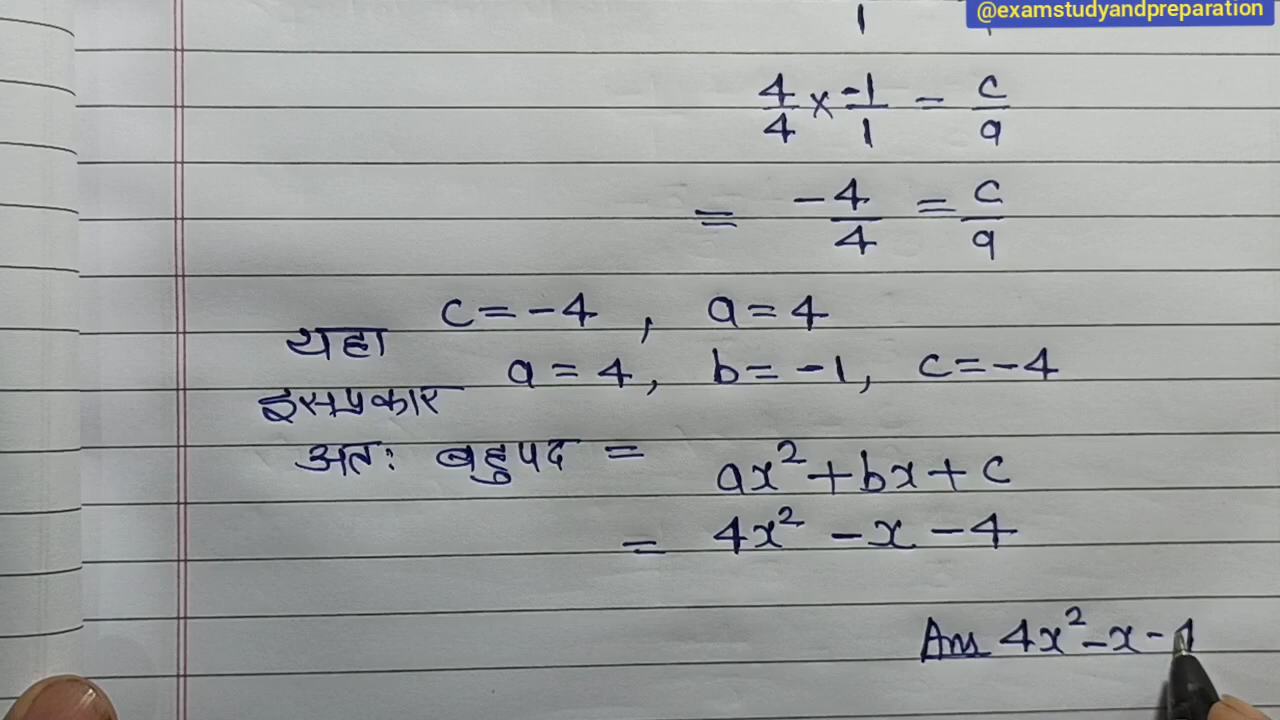 @examstudyandpreparation
1
4/4 × -1/1 = c/a
= -4/4 = c/a
यहा c = -4 , a = 4
इसप्रकार a = 4, b = -1, c = -4
अतः बहुपद = ax² + bx + c
= 4x² - x - 4
Ans 4x² - x - 4